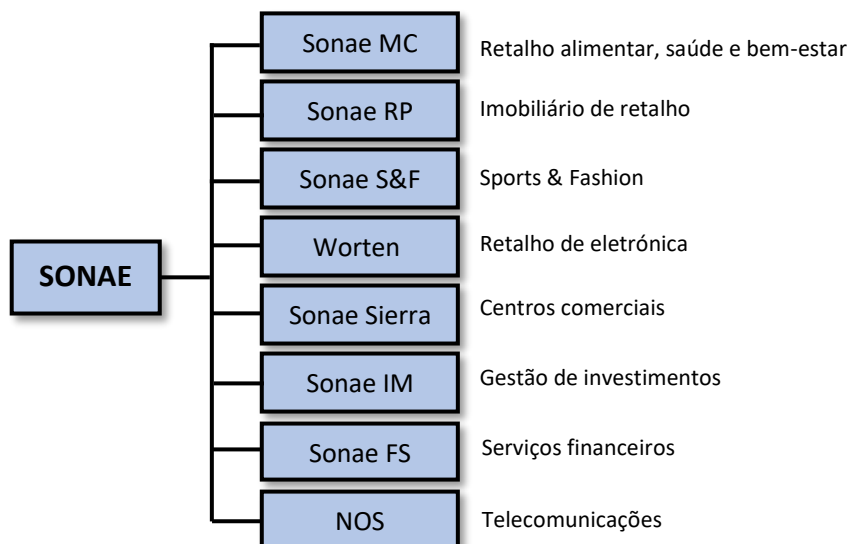 Sonae MC Retalho alimentar, saúde e bem-estar
Sonae RP Imobiliário de retalho
Sonae S&F Sports & Fashion
Worten Retalho de eletrónica
SONAE
Sonae Sierra Centros comerciais
Sonae IM Gestão de investimentos
Sonae FS Serviços financeiros
NOS Telecomunicações